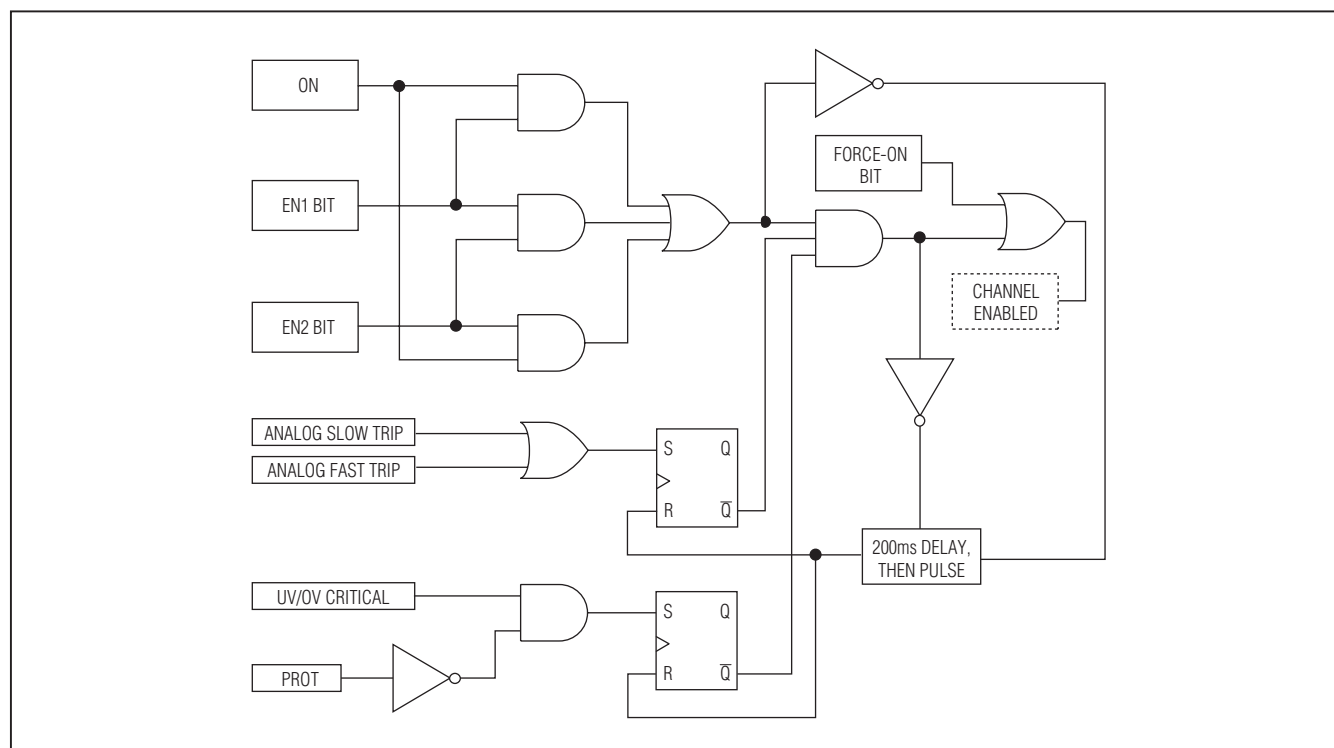 ON
FORCE-ON
BIT
EN1 BIT
CHANNEL
ENABLED
EN2 BIT
ANALOG SLOW TRIP
ANALOG FAST TRIP
S Q
R Q̅
200ms DELAY,
THEN PULSE
UV/OV CRITICAL
S Q
R Q̅
PROT